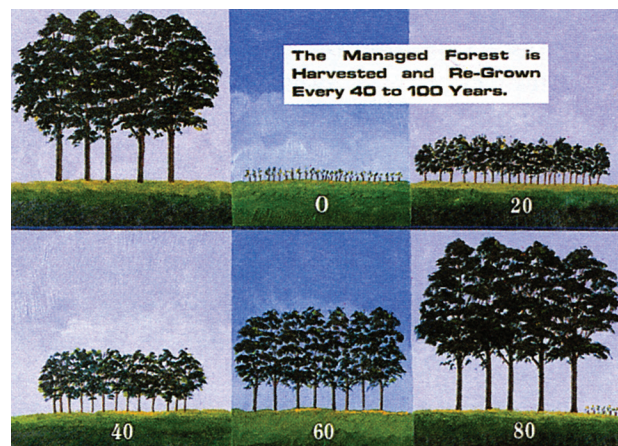 The Managed Forest is
Harvested and Re-Grown
Every 40 to 100 Years.
0
20
40
60
80